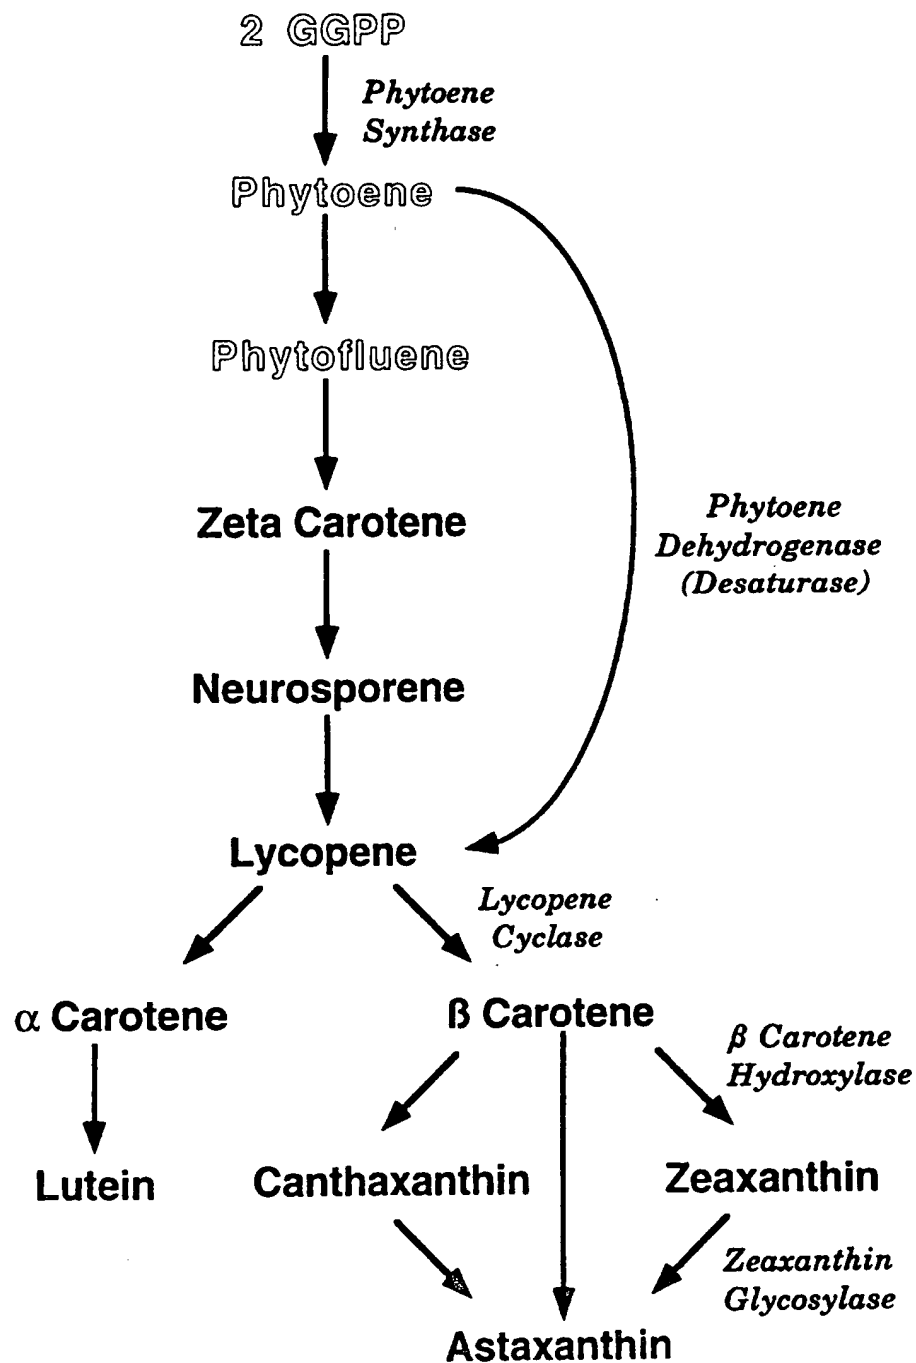 2 GGPP
Phytoene
Synthase
Phytoene
Phytofluene
Zeta Carotene
Phytoene
Dehydrogenase
(Desaturase)
Neurosporene
Lycopene
Lycopene
Cyclase
α Carotene
ß Carotene
β Carotene
Hydroxylase
Lutein
Canthaxanthin
Zeaxanthin
Zeaxanthin
Glycosylase
Astaxanthin